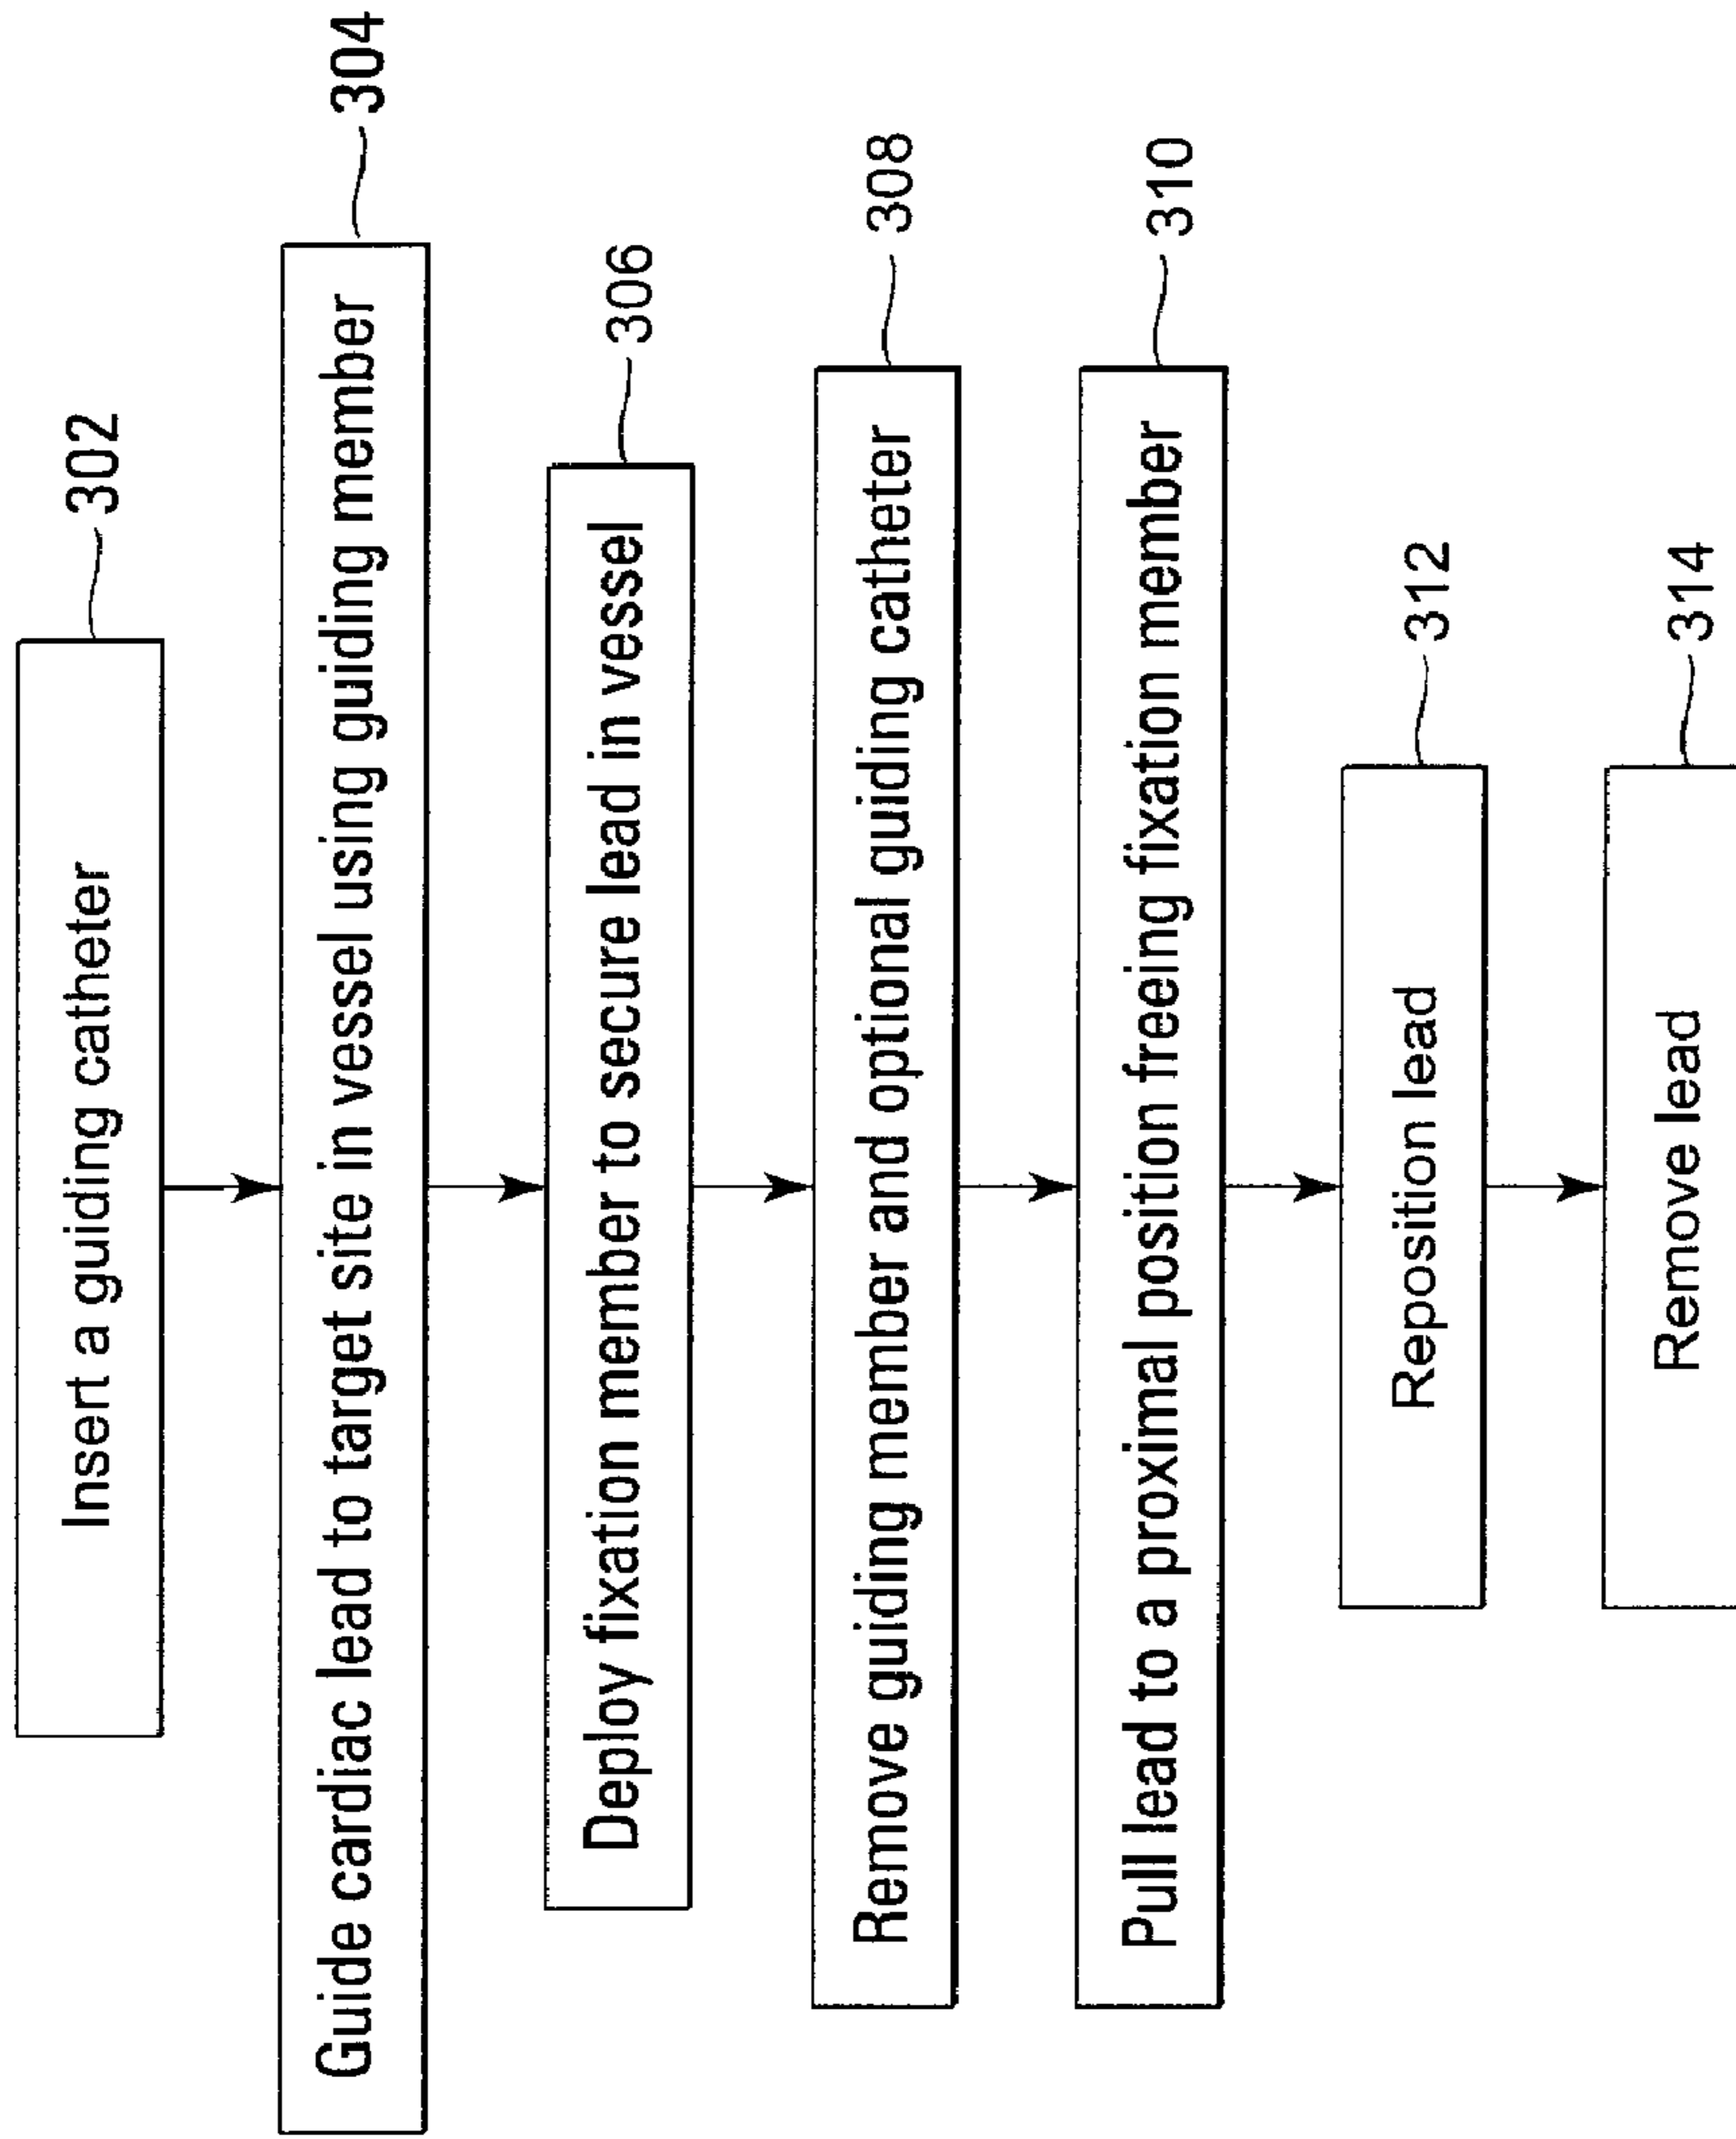 Insert a guiding catheter
302
Guide cardiac lead to target site in vessel using guiding member
304
Deploy fixation member to secure lead in vessel
306
Remove guiding member and optional guiding catheter
308
Pull lead to a proximal position freeing fixation member
310
Reposition lead
312
Remove lead
314